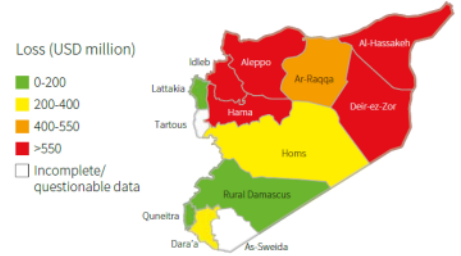 Loss (USD million)
0-200
200-400
400-550
>550
Incomplete/
questionable data
Al-Hassakeh
Idleb
Aleppo
Ar-Raqqa
Lattakia
Deir-ez-Zor
Hama
Tartous
Homs
Rural Damascus
Quneitra
Dara'a
As-Sweida